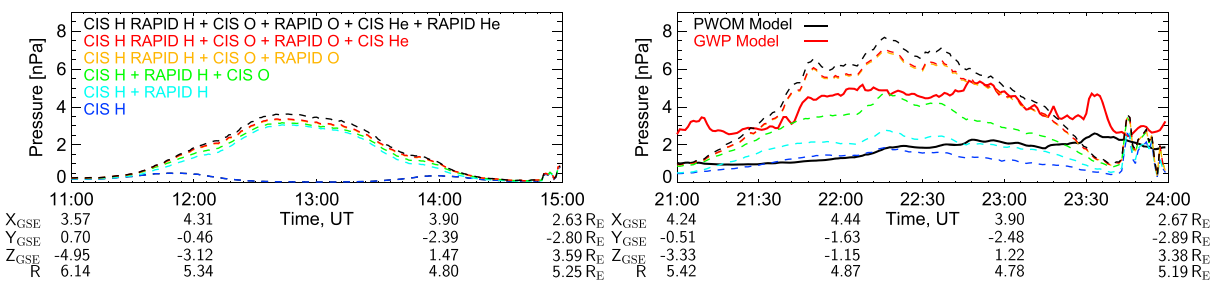 CIS H RAPID H + CIS O + RAPID O + CIS He + RAPID He
CIS H RAPID H + CIS O + RAPID O + CIS He
CIS H RAPID H + CIS O + RAPID O
CIS H + RAPID H + CIS O
CIS H + RAPID H
CIS H
Pressure [nPa]
8
6
4
2
0
11:00 12:00 13:00 14:00 15:00
Time, UT
X_GSE 3.57 4.31 3.90 2.63 R_E
Y_GSE 0.70 -0.46 -2.39 -2.80 R_E
Z_GSE -4.95 -3.12 1.47 3.59 R_E
R 6.14 5.34 4.80 5.25 R_E
PWOM Model
GWP Model
Pressure [nPa]
8
6
4
2
0
21:00 21:30 22:00 22:30 23:00 23:30 24:00
Time, UT
X_GSE 4.24 4.44 3.90 2.67 R_E
Y_GSE -0.51 -1.63 -2.48 -2.89 R_E
Z_GSE -3.33 -1.15 1.22 3.38 R_E
R 5.42 4.87 4.78 5.19 R_E